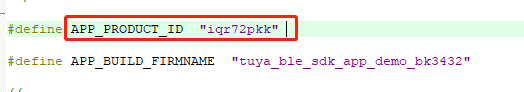 #define APP_PRODUCT_ID "iqr72pkk"
#define APP_BUILD_FIRMNAME "tuya_ble_sdk_app_demo_bk3432"
//